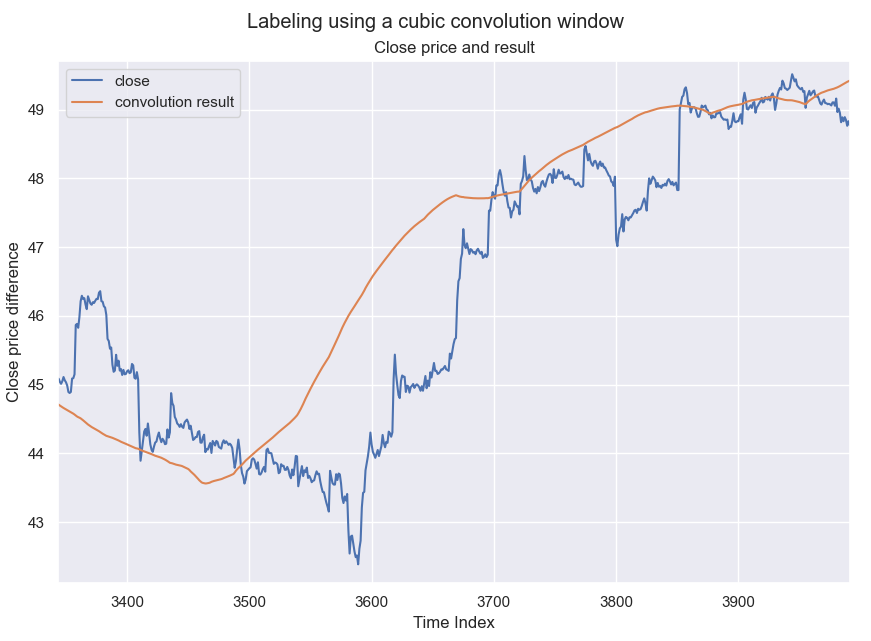 Labeling using a cubic convolution window
Close price and result
close
convolution result
Close price difference
49
48
47
46
45
44
43
3400 3500 3600 3700 3800 3900
Time Index